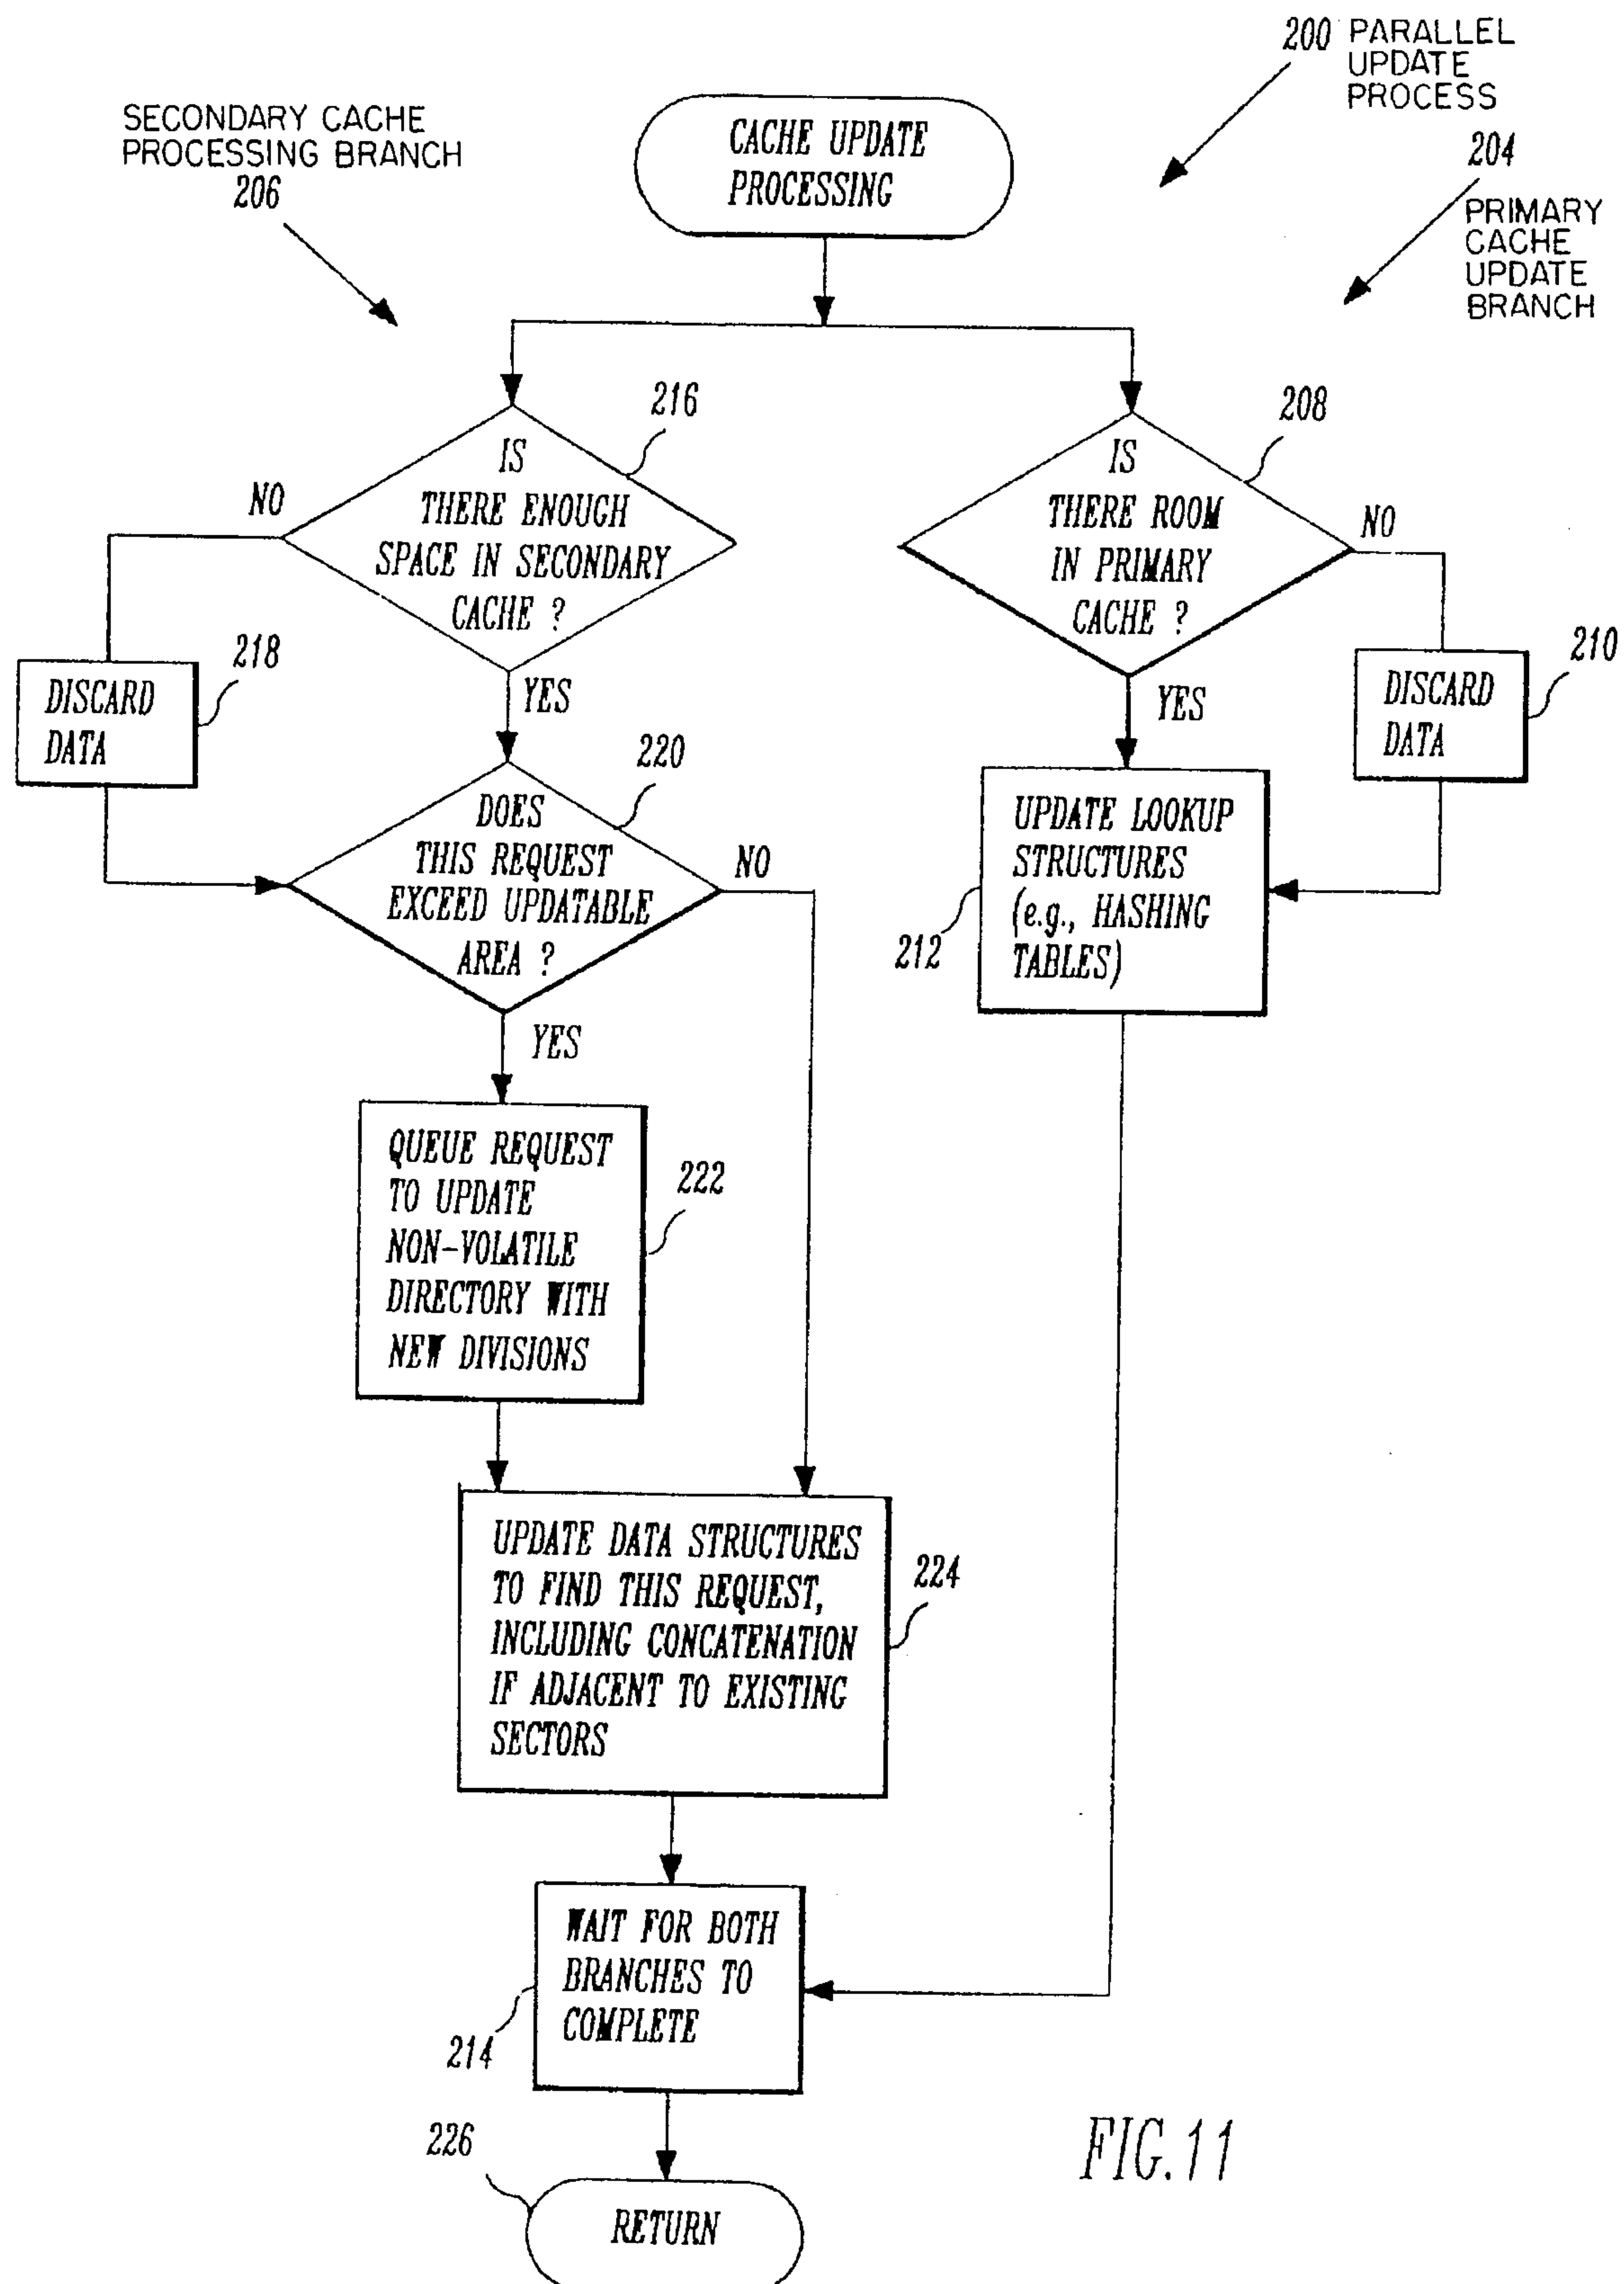 200 PARALLEL
UPDATE
PROCESS
SECONDARY CACHE
PROCESSING BRANCH
206
CACHE UPDATE
PROCESSING
204
PRIMARY
CACHE
UPDATE
BRANCH
216
IS
THERE ENOUGH
SPACE IN SECONDARY
CACHE ?
NO
YES
208
IS
THERE ROOM
IN PRIMARY
CACHE ?
NO
YES
218
DISCARD
DATA
210
DISCARD
DATA
220
DOES
THIS REQUEST
EXCEED UPDATABLE
AREA ?
NO
YES
212
UPDATE LOOKUP
STRUCTURES
(e.g., HASHING
TABLES)
QUEUE REQUEST
TO UPDATE
NON-VOLATILE
DIRECTORY WITH
NEW DIVISIONS
222
UPDATE DATA STRUCTURES
TO FIND THIS REQUEST,
INCLUDING CONCATENATION
IF ADJACENT TO EXISTING
SECTORS
224
WAIT FOR BOTH
BRANCHES TO
COMPLETE
214
226
RETURN
FIG.11